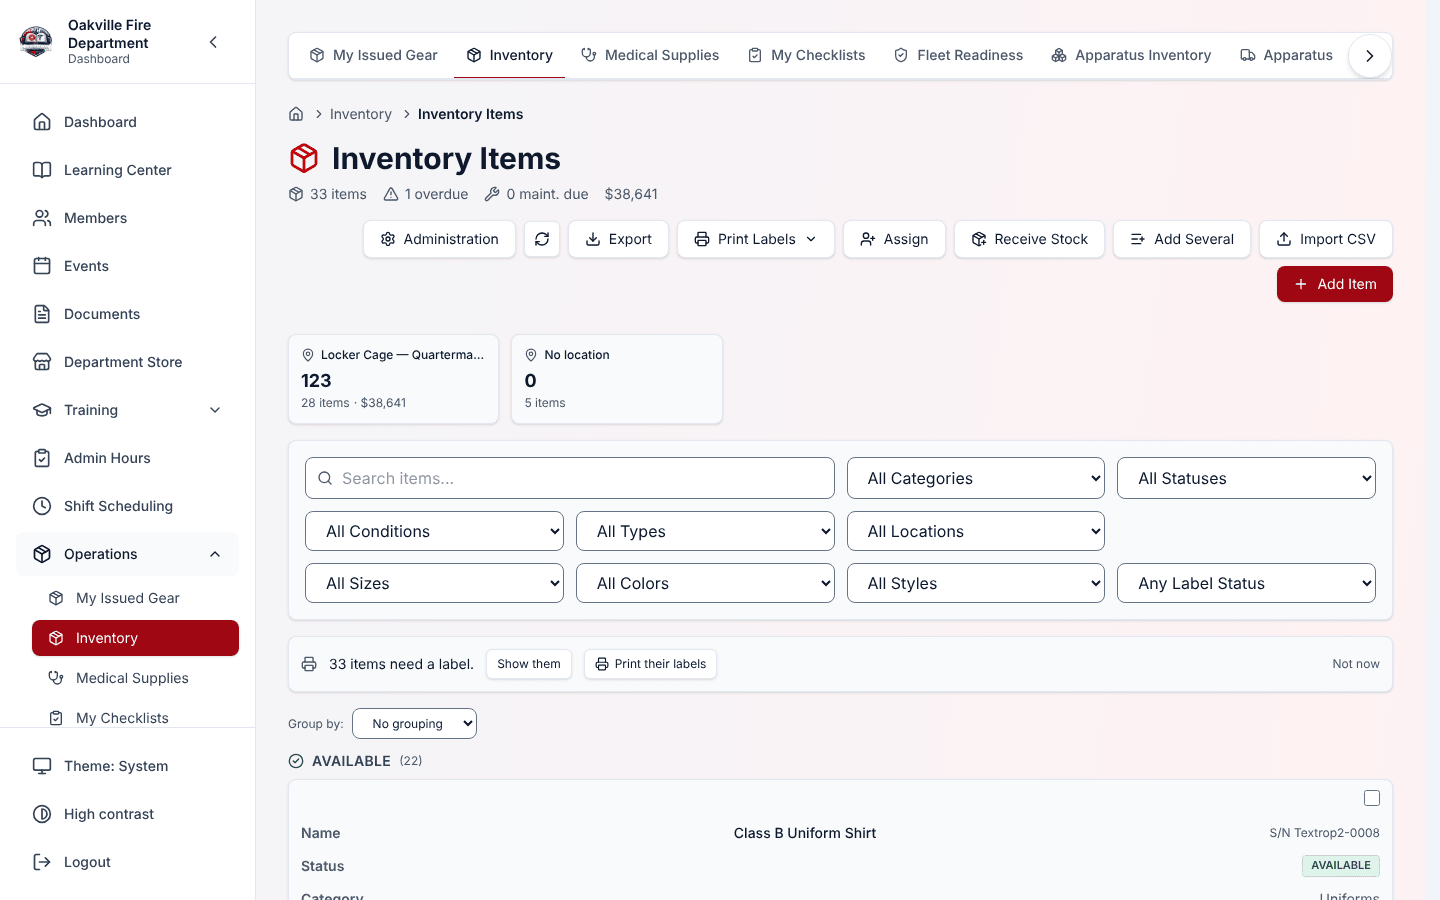 Oakville Fire
Department
Dashboard
Dashboard
Learning Center
Members
Events
Documents
Department Store
Training
Admin Hours
Shift Scheduling
Operations
My Issued Gear
Inventory
Medical Supplies
My Checklists
Theme: System
High contrast
Logout
My Issued Gear Inventory Medical Supplies My Checklists Fleet Readiness Apparatus Inventory Apparatus
Inventory Inventory Items
Inventory Items
33 items 1 overdue 0 maint. due $38,641
Administration Export Print Labels Assign Receive Stock Add Several Import CSV
Add Item
Locker Cage — Quarterma...
123
28 items · $38,641
No location
0
5 items
Search items... All Categories All Statuses
All Conditions All Types All Locations
All Sizes All Colors All Styles Any Label Status
33 items need a label. Show them Print their labels Not now
Group by: No grouping
AVAILABLE (22)
Name Class B Uniform Shirt S/N Textrop2-0008
Status AVAILABLE
Category Uniforms